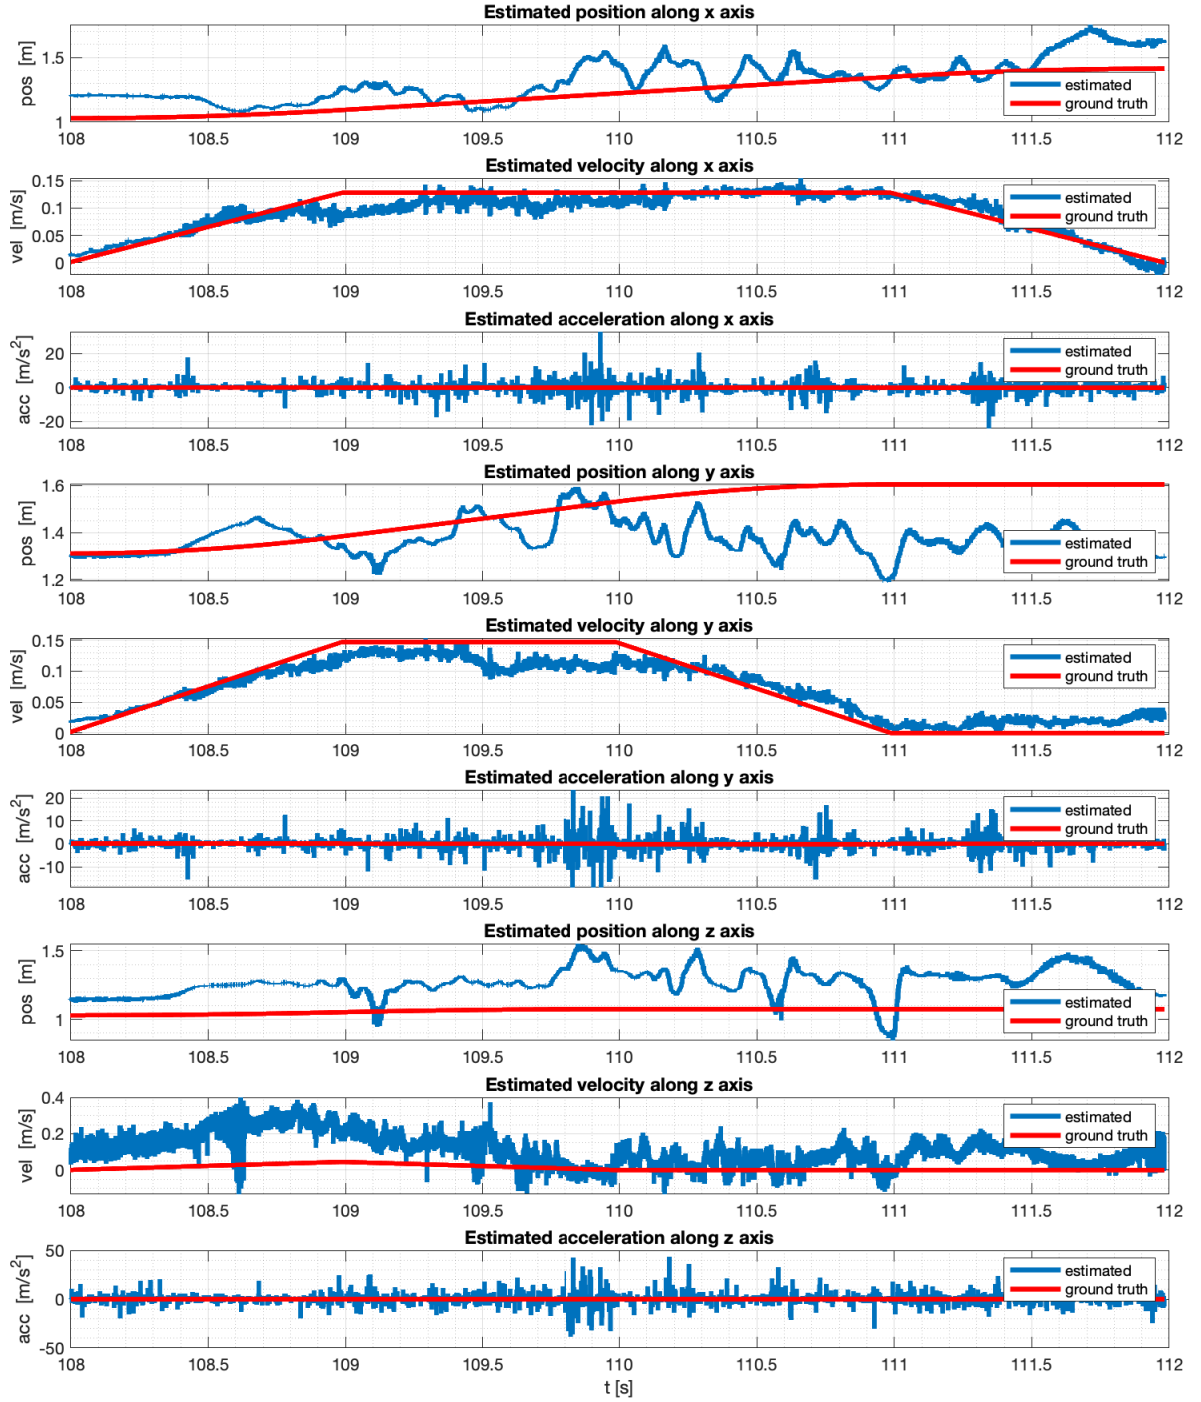 Estimated position along x axis
pos [m]
1.5
1
estimated
ground truth
108 108.5 109 109.5 110 110.5 111 111.5 112
Estimated velocity along x axis
vel [m/s]
0.15
0.1
0.05
0
estimated
ground truth
108 108.5 109 109.5 110 110.5 111 111.5 112
Estimated acceleration along x axis
acc [m/s²]
20
0
-20
estimated
ground truth
108 108.5 109 109.5 110 110.5 111 111.5 112
Estimated position along y axis
pos [m]
1.6
1.4
1.2
estimated
ground truth
108 108.5 109 109.5 110 110.5 111 111.5 112
Estimated velocity along y axis
vel [m/s]
0.15
0.1
0.05
0
estimated
ground truth
108 108.5 109 109.5 110 110.5 111 111.5 112
Estimated acceleration along y axis
acc [m/s²]
20
10
0
-10
estimated
ground truth
108 108.5 109 109.5 110 110.5 111 111.5 112
Estimated position along z axis
pos [m]
1.5
1
estimated
ground truth
108 108.5 109 109.5 110 110.5 111 111.5 112
Estimated velocity along z axis
vel [m/s]
0.4
0.2
0
estimated
ground truth
108 108.5 109 109.5 110 110.5 111 111.5 112
Estimated acceleration along z axis
acc [m/s²]
50
0
-50
estimated
ground truth
108 108.5 109 109.5 110 110.5 111 111.5 112
t [s]